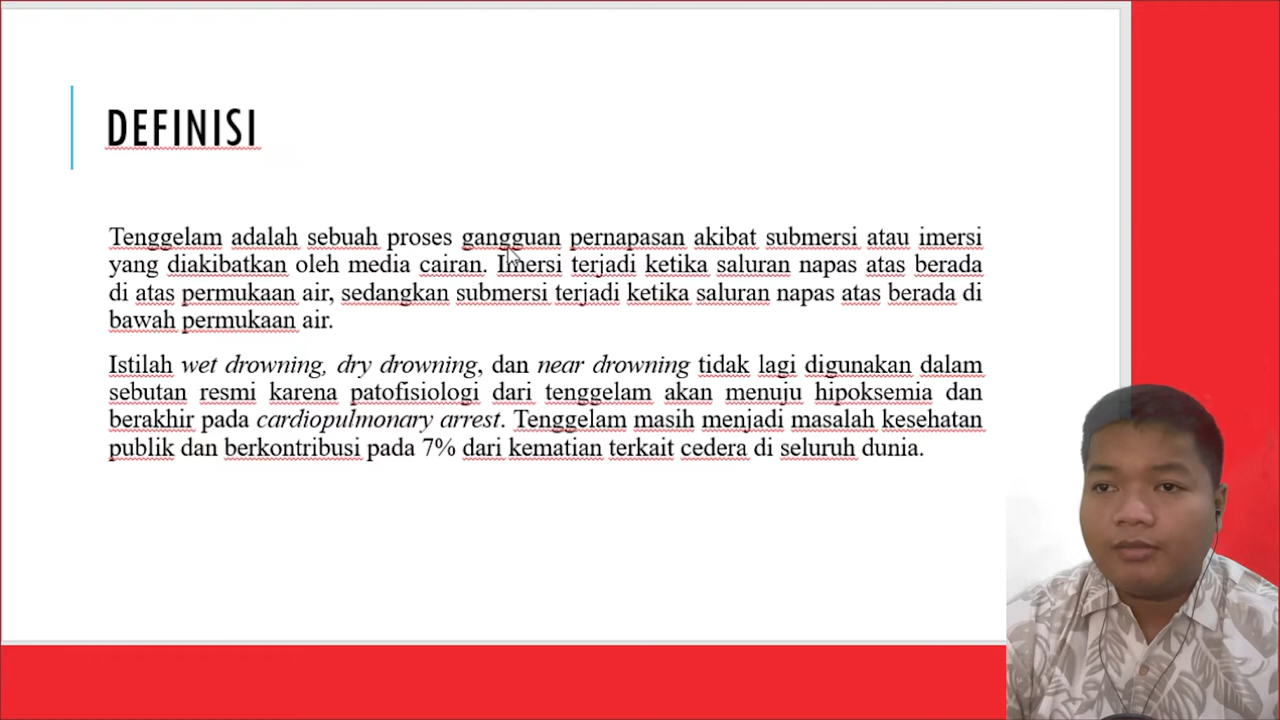 DEFINISI
Tenggelam adalah sebuah proses gangguan pernapasan akibat submersi atau imersi
yang diakibatkan oleh media cairan. Imersi terjadi ketika saluran napas atas berada
di atas permukaan air, sedangkan submersi terjadi ketika saluran napas atas berada di
bawah permukaan air.
Istilah wet drowning, dry drowning, dan near drowning tidak lagi digunakan dalam
sebutan resmi karena patofisiologi dari tenggelam akan menuju hipoksemia dan
berakhir pada cardiopulmonary arrest. Tenggelam masih menjadi masalah kesehatan
publik dan berkontribusi pada 7% dari kematian terkait cedera di seluruh dunia.